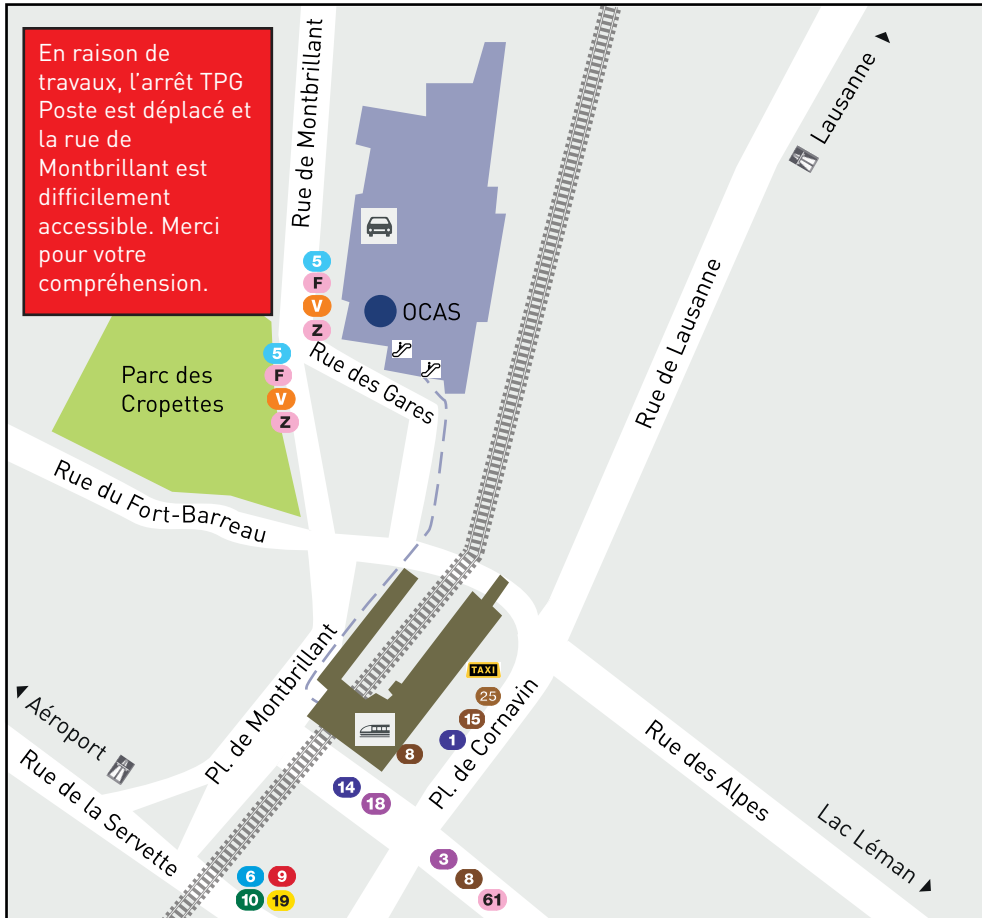 En raison de
travaux, l'arrêt TPG
Poste est déplacé et
la rue de
Montbrillant est
difficilement
accessible. Merci
pour votre
compréhension.
Rue de Montbrillant
Lausanne
5
F
V
Z
OCAS
Rue de Lausanne
Parc des
Cropettes
5
F
V
Z
Rue des Gares
Rue du Fort-Barreau
Pl. de Montbrillant
TAXI
25
15
1
8
Pl. de Cornavin
Aéroport
Rue de la Servette
14
18
Rue des Alpes
Lac Léman
3
8
61
6
9
10
19